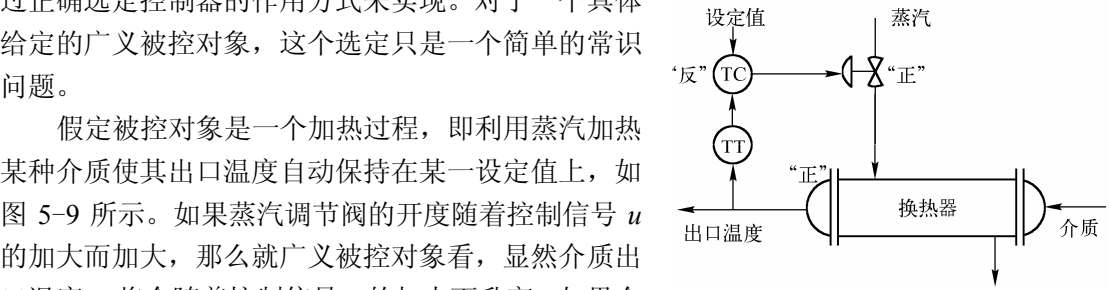 过正确选定控制器的作用方式来实现。对于一个具体
给定的广义被控对象，这个选定只是一个简单的常识
问题。
假定被控对象是一个加热过程，即利用蒸汽加热
某种介质使其出口温度自动保持在某一设定值上，如
图 5-9 所示。如果蒸汽调节阀的开度随着控制信号 u
的加大而加大，那么就广义被控对象看，显然介质出
设定值
蒸汽
“反”
TC
“正”
TT
“正”
换热器
出口温度
介质